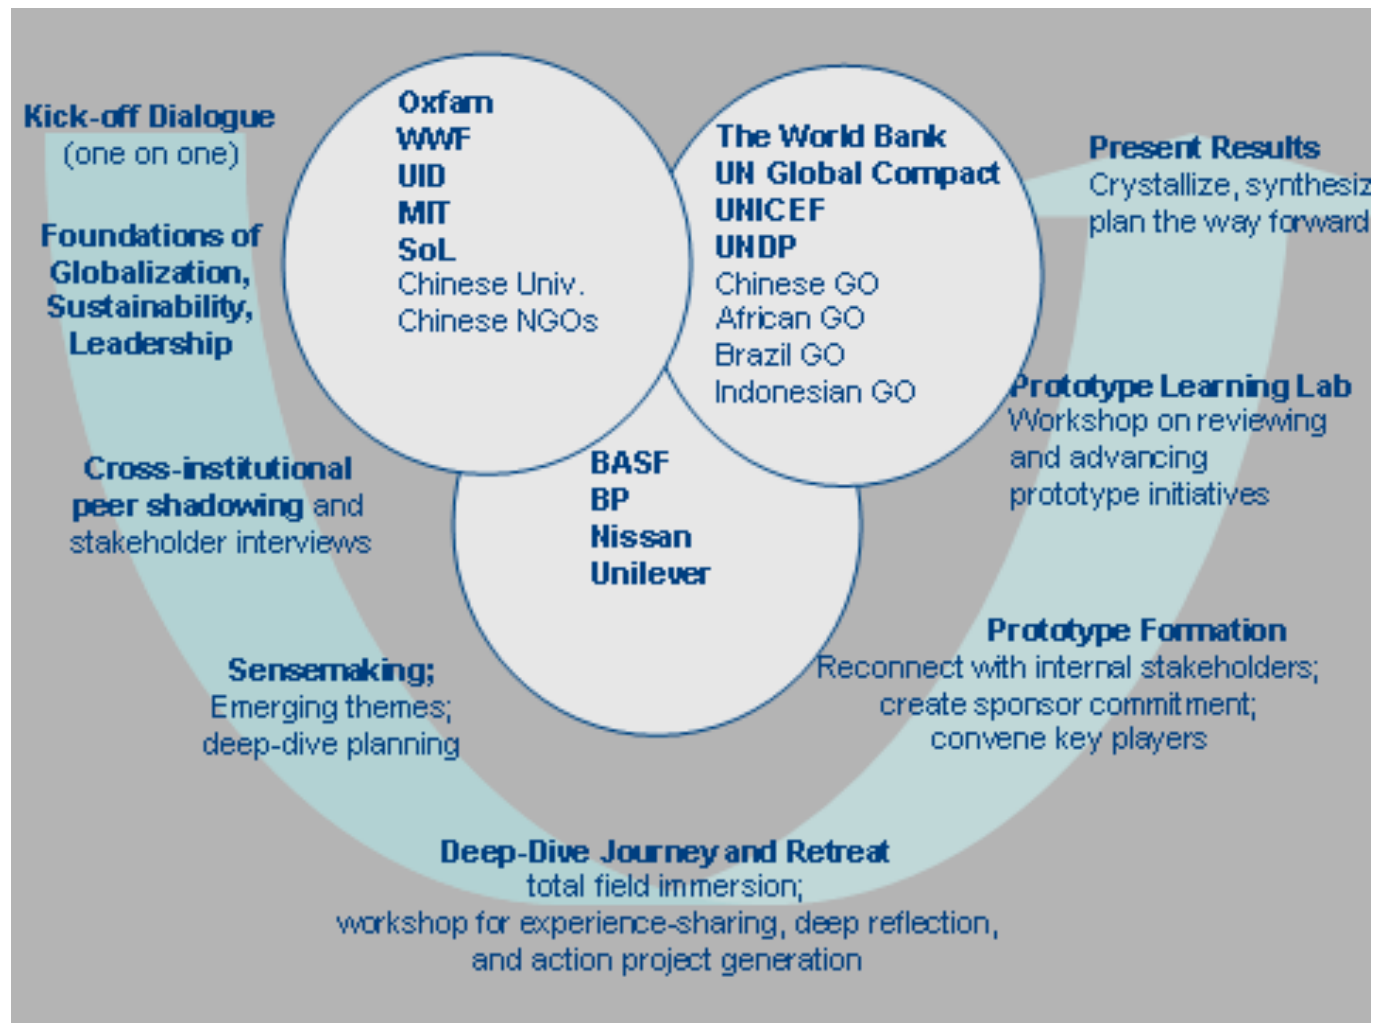 Kick-off Dialogue
(one on one)
Foundations of
Globalization,
Sustainability,
Leadership
Cross-institutional
peer shadowing and
stakeholder interviews
Sensemaking;
Emerging themes;
deep-dive planning
Deep-Dive Journey and Retreat
total field immersion;
workshop for experience-sharing, deep reflection,
and action project generation
Oxfam
WWF
UID
MIT
SoL
Chinese Univ.
Chinese NGOs
The World Bank
UN Global Compact
UNICEF
UNDP
Chinese GO
African GO
Brazil GO
Indonesian GO
BASF
BP
Nissan
Unilever
Prototype Formation
Reconnect with internal stakeholders;
create sponsor commitment;
convene key players
Prototype Learning Lab
Workshop on reviewing
and advancing
prototype initiatives
Present Results
Crystallize, synthesiz
plan the way forward